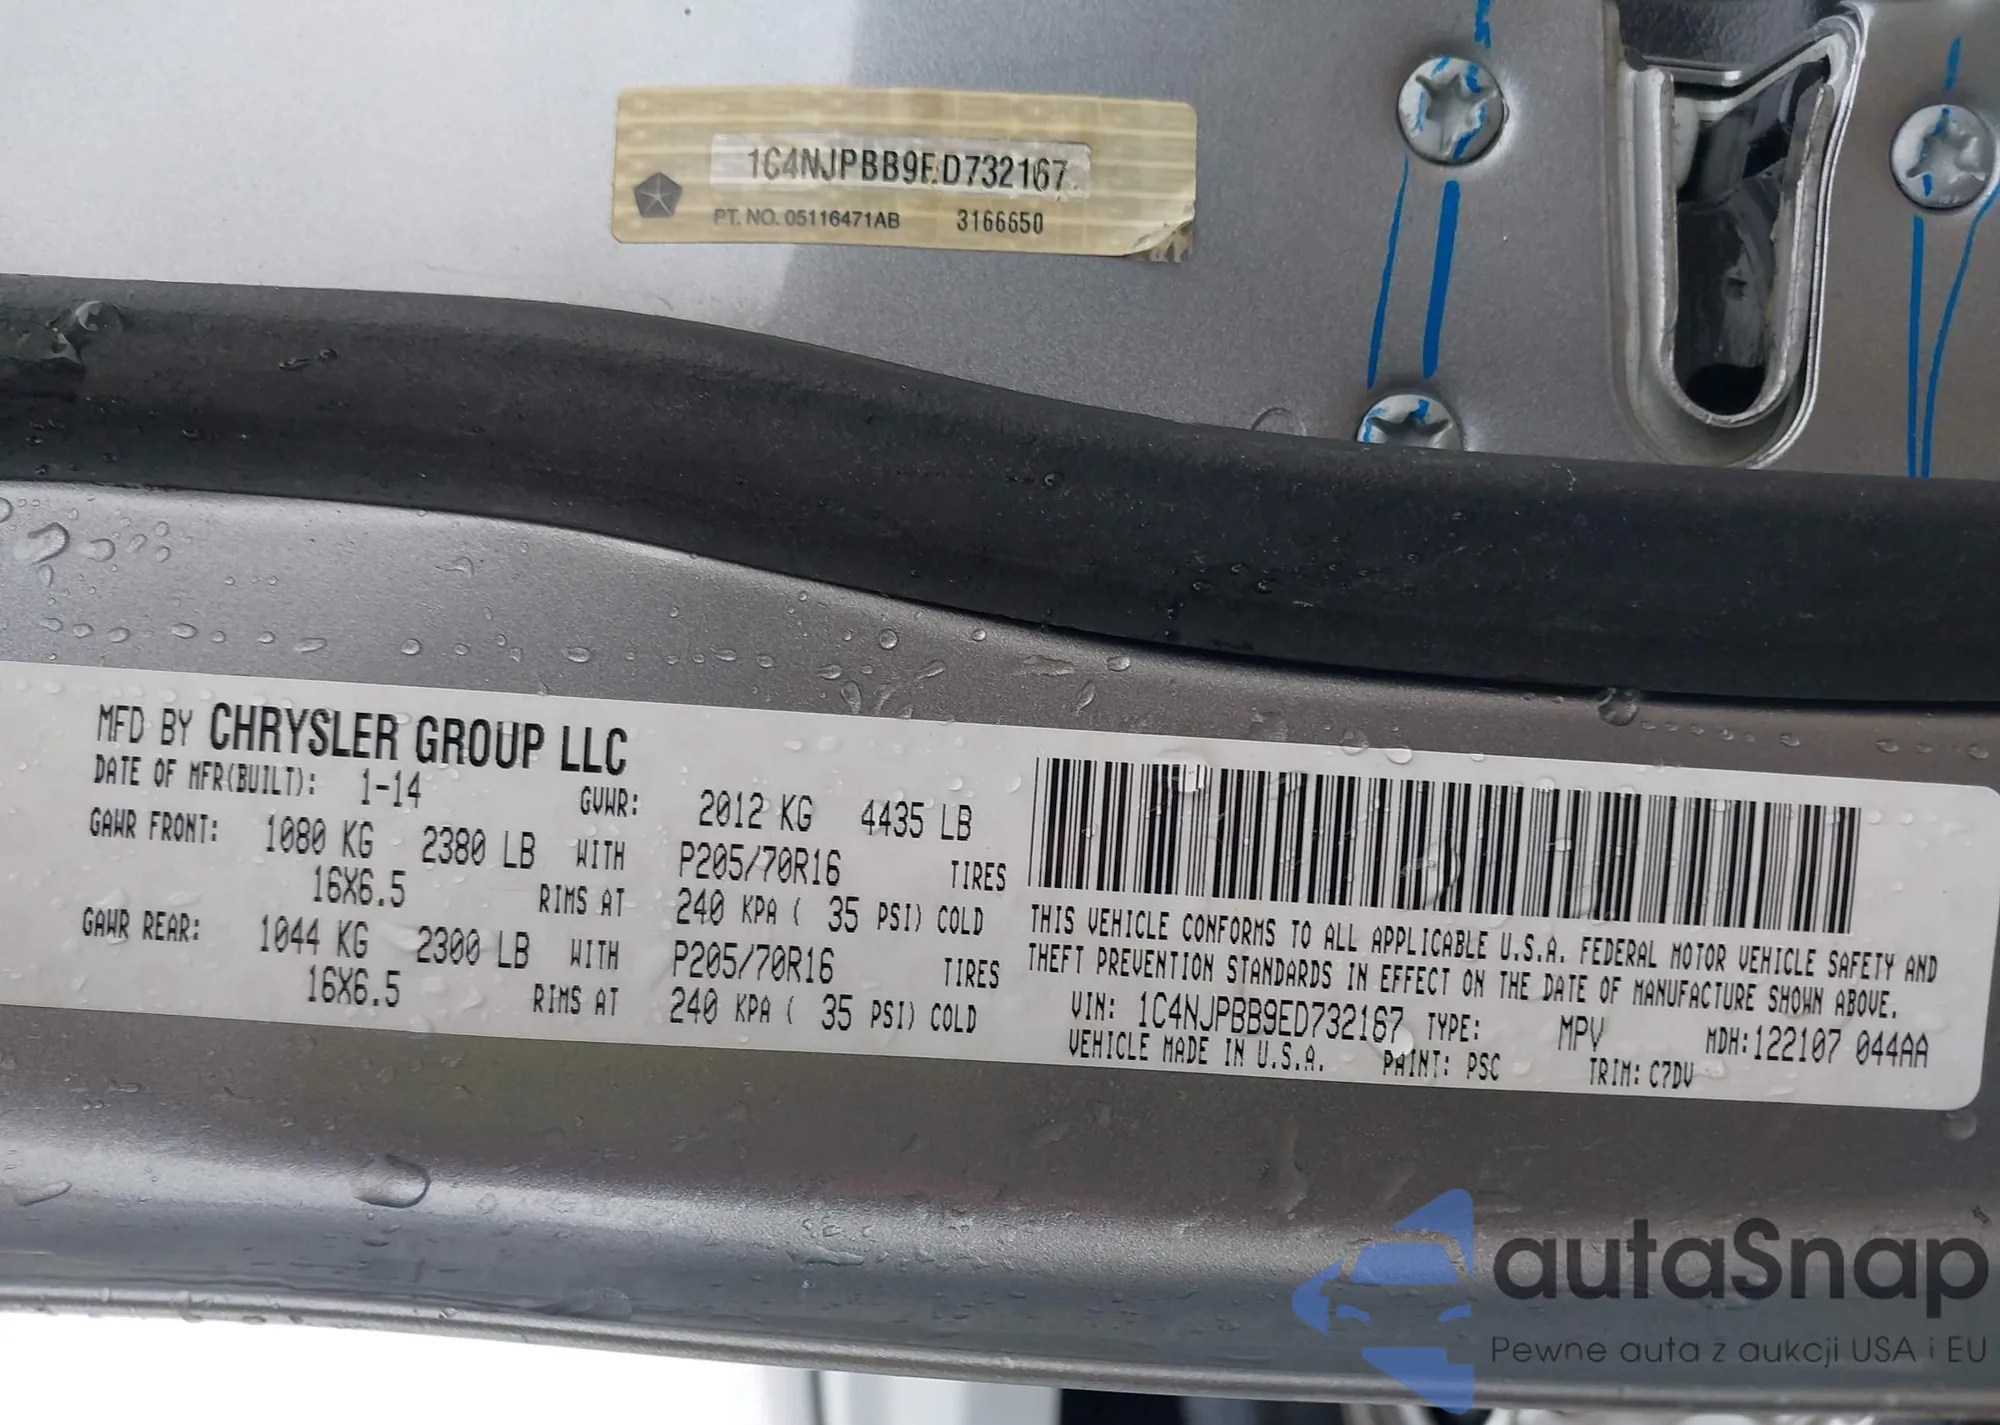 1C4NJPBB9ED732167
PT. NO. 05116471AB 3166650
MFD BY CHRYSLER GROUP LLC
DATE OF MFR(BUILT): 1-14 GVWR: 2012 KG 4435 LB
GAWR FRONT: 1080 KG 2380 LB WITH P205/70R16 TIRES
16X6.5 RIMS AT 240 KPA ( 35 PSI) COLD
GAWR REAR: 1044 KG 2300 LB WITH P205/70R16 TIRES
16X6.5 RIMS AT 240 KPA ( 35 PSI) COLD
THIS VEHICLE CONFORMS TO ALL APPLICABLE U.S.A. FEDERAL MOTOR VEHICLE SAFETY AND
THEFT PREVENTION STANDARDS IN EFFECT ON THE DATE OF MANUFACTURE SHOWN ABOVE.
VIN: 1C4NJPBB9ED732167 TYPE: MPV MDH:122107 044AA
VEHICLE MADE IN U.S.A. PAINT: PSC TRIM: C7DV
autaSnap
Pewne auta z aukcji USA i EU